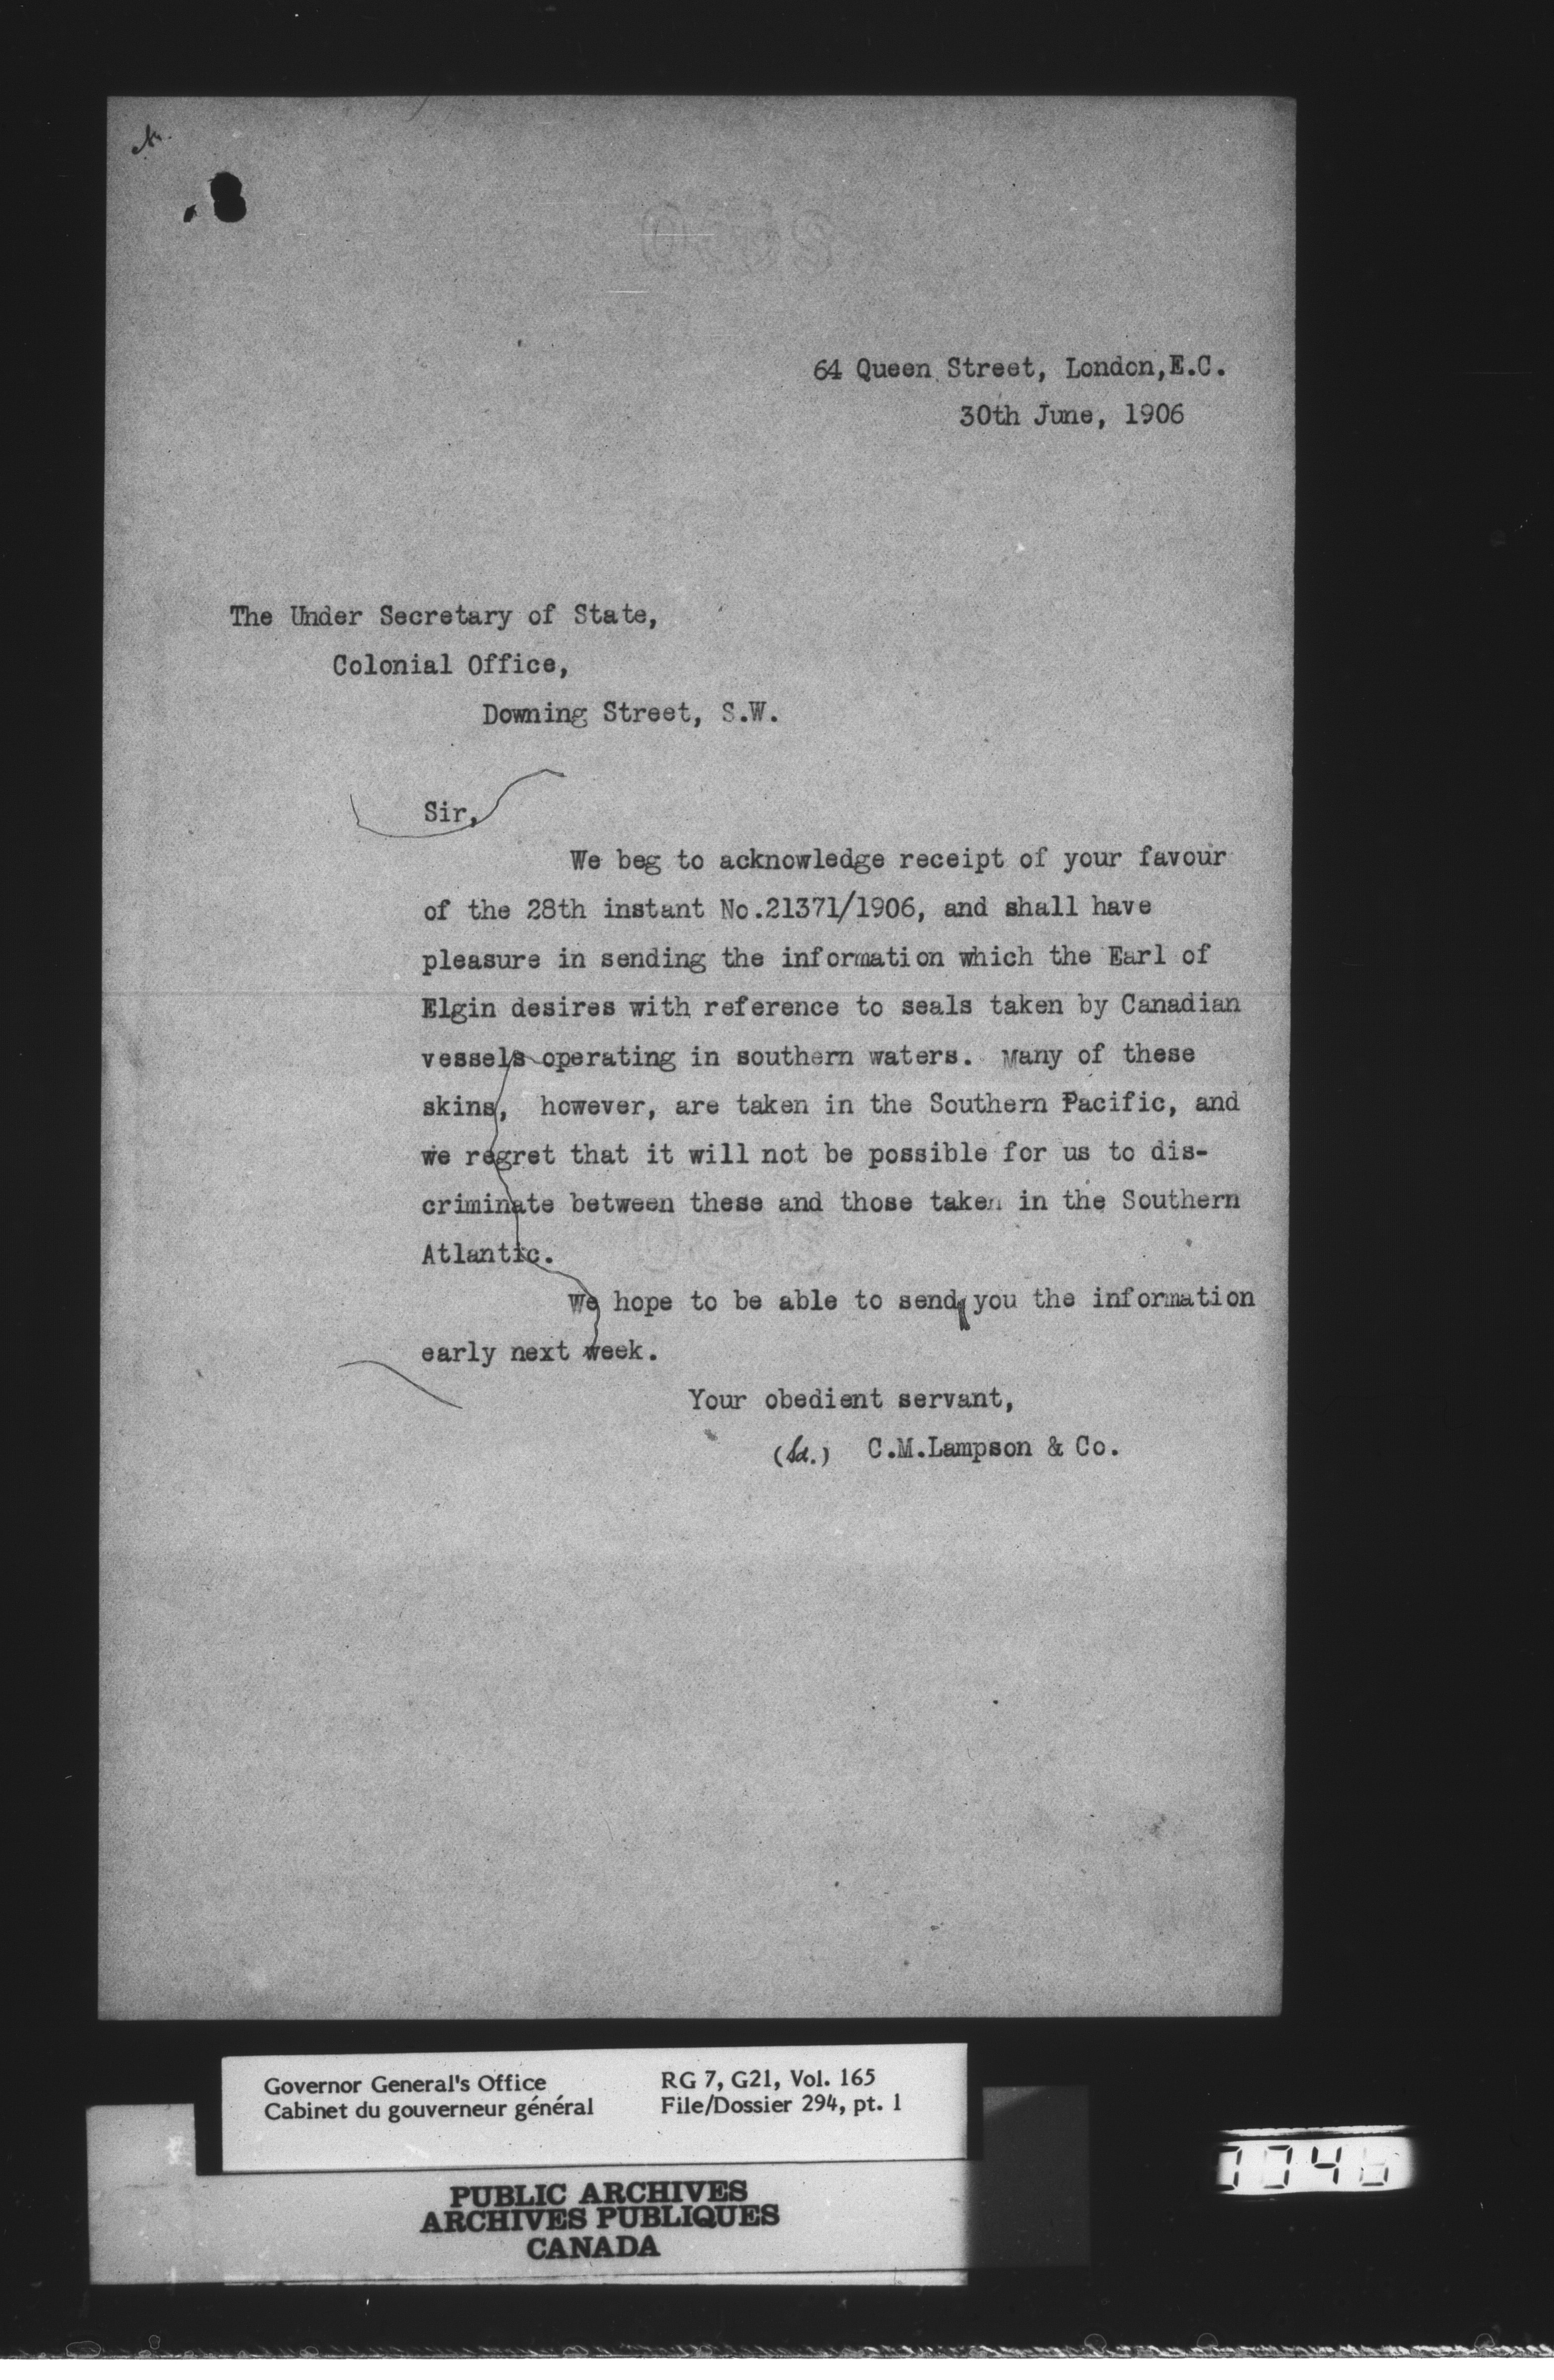 64 Queen Street, London, E.C.
30th June, 1906
The Under Secretary of State,
Colonial Office,
Downing Street, S.W.
Sir,
We beg to acknowledge receipt of your favour
of the 28th instant No.21371/1906, and shall have
pleasure in sending the information which the Earl of
Elgin desires with reference to seals taken by Canadian
vessels operating in southern waters. Many of these
skins, however, are taken in the Southern Pacific, and
we regret that it will not be possible for us to dis-
criminate between these and those taken in the Southern
Atlantic.
We hope to be able to send you the information
early next week.
Your obedient servant,
(Sd.) C.M.Lampson & Co.
Governor General's Office RG 7, G21, Vol. 165
Cabinet du gouverneur général File/Dossier 294, pt. 1
PUBLIC ARCHIVES
ARCHIVES PUBLIQUES
CANADA